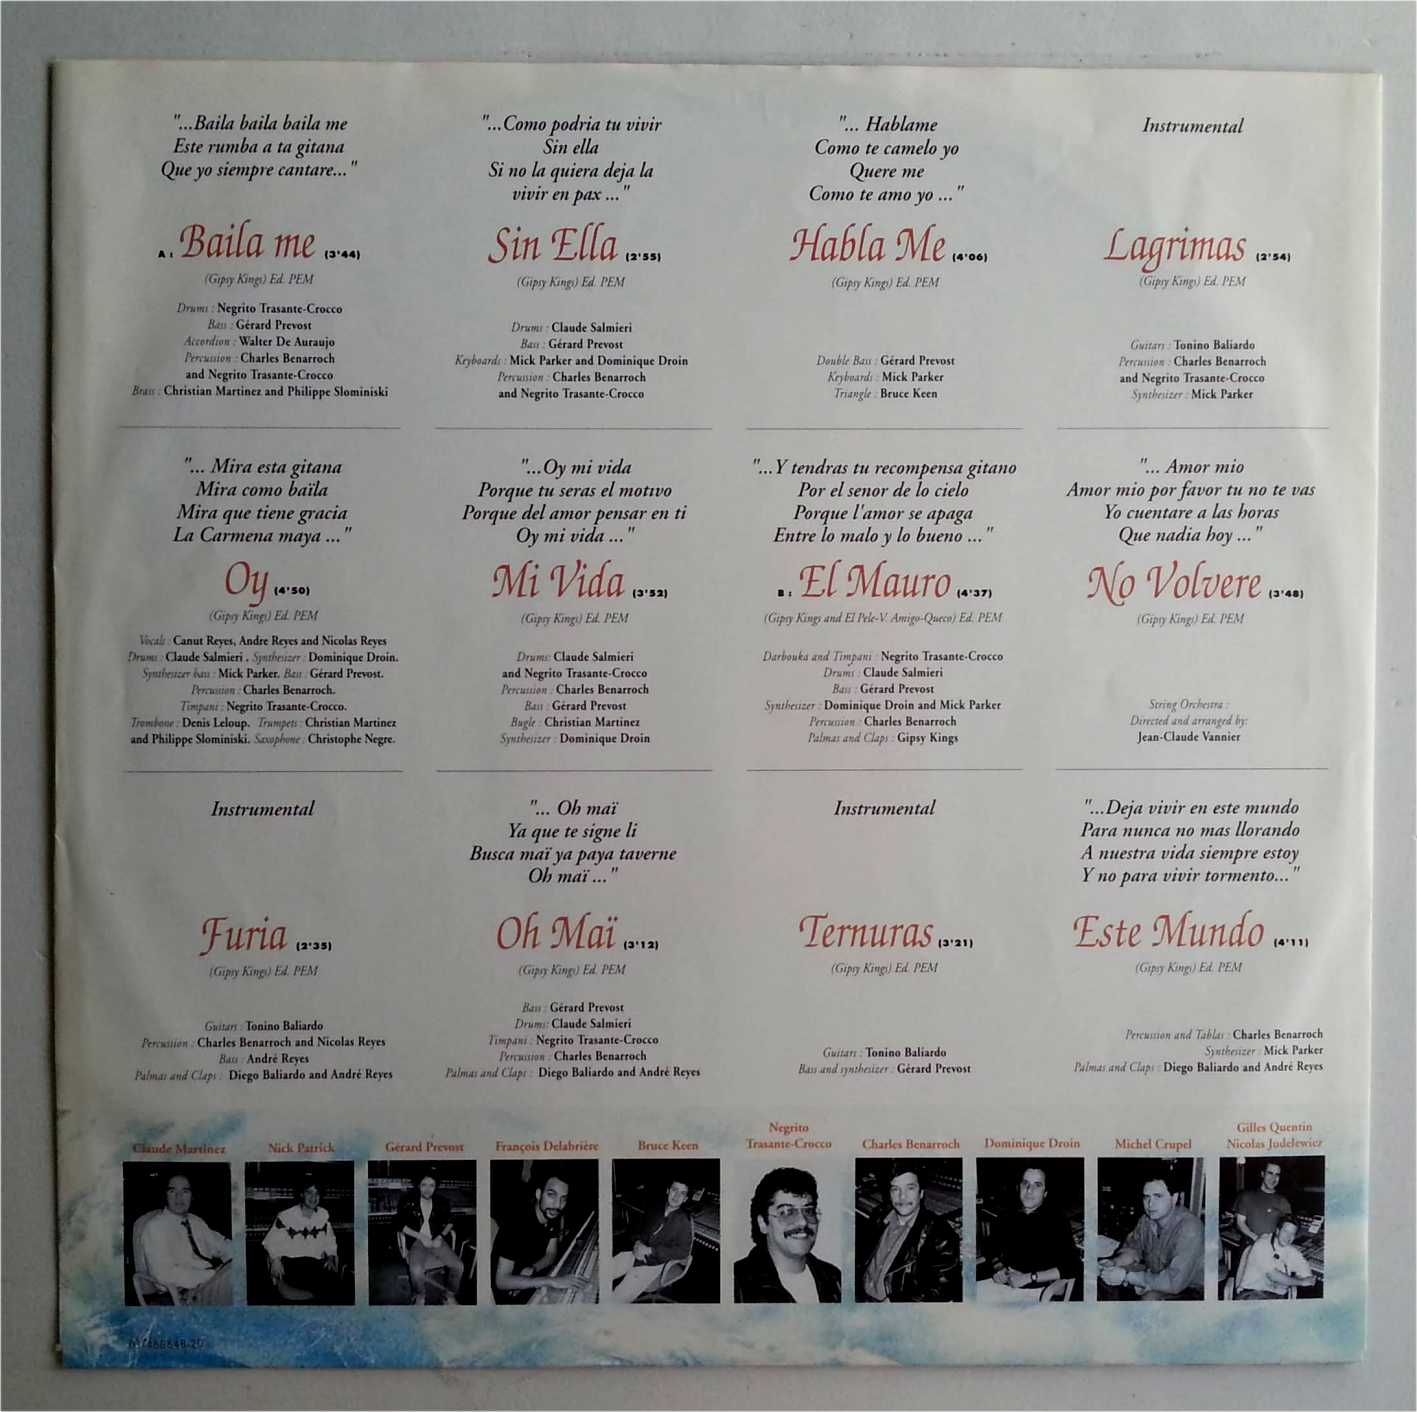 "...Baila baila baila me
Este rumba a ta gitana
Que yo siempre cantare..."
A : Baila me (3'44)
(Gipsy Kings) Ed. PEM
Drums : Negrito Trasante-Crocco
Bass : Gérard Prevost
Accordion : Walter De Auraujo
Percussion : Charles Benarroch
and Negrito Trasante-Crocco
Brass : Christian Martinez and Philippe Slominiski
"...Como podria tu vivir
Sin ella
Si no la quiera deja la
vivir en pax ..."
Sin Ella (2'55)
(Gipsy Kings) Ed. PEM
Drums : Claude Salmieri
Bass : Gérard Prevost
Keyboards : Mick Parker and Dominique Droin
Percussion : Charles Benarroch
and Negrito Trasante-Crocco
"... Hablame
Como te camelo yo
Quere me
Como te amo yo ..."
Habla Me (4'06)
(Gipsy Kings) Ed. PEM
Double Bass : Gérard Prevost
Keyboards : Mick Parker
Triangle : Bruce Keen
Instrumental
Lagrimas (2'54)
(Gipsy Kings) Ed. PEM
Guitars : Tonino Baliardo
Percussion : Charles Benarroch
and Negrito Trasante-Crocco
Synthesizer : Mick Parker
"... Mira esta gitana
Mira como baïla
Mira que tiene gracia
La Carmena maya ..."
Oy (4'50)
(Gipsy Kings) Ed. PEM
Vocals : Canut Reyes, Andre Reyes and Nicolas Reyes
Drums : Claude Salmieri . Synthesizer : Dominique Droin.
Synthesizer bass : Mick Parker. Bass : Gérard Prevost.
Percussion : Charles Benarroch.
Timpani : Negrito Trasante-Crocco.
Trombone : Denis Leloup. Trumpets : Christian Martinez
and Philippe Slominiski. Saxophone : Christophe Negre.
"...Oy mi vida
Porque tu seras el motivo
Porque del amor pensar en ti
Oy mi vida ..."
Mi Vida (3'52)
(Gipsy Kings) Ed. PEM
Drums: Claude Salmieri
and Negrito Trasante-Crocco
Percussion : Charles Benarroch
Bass : Gérard Prevost
Bugle : Christian Martinez
Synthesizer : Dominique Droin
"...Y tendras tu recompensa gitano
Por el senor de lo cielo
Porque l'amor se apaga
Entre lo malo y lo bueno ..."
B : El Mauro (4'37)
(Gipsy Kings and El Pele-V. Amigo-Queco) Ed. PEM
Darbouka and Timpani : Negrito Trasante-Crocco
Drums : Claude Salmieri
Bass : Gérard Prevost
Synthesizer : Dominique Droin and Mick Parker
Percussion : Charles Benarroch
Palmas and Claps : Gipsy Kings
"... Amor mio
Amor mio por favor tu no te vas
Yo cuentare a las horas
Que nadia hoy ..."
No Volvere (3'48)
(Gipsy Kings) Ed. PEM
String Orchestra :
Directed and arranged by:
Jean-Claude Vannier
Instrumental
Furia (2'35)
(Gipsy Kings) Ed. PEM
Guitars : Tonino Baliardo
Percussion : Charles Benarroch and Nicolas Reyes
Bass : André Reyes
Palmas and Claps : Diego Baliardo and André Reyes
"... Oh maï
Ya que te signe li
Busca maï ya paya taverne
Oh maï ..."
Oh Maï (3'12)
(Gipsy Kings) Ed. PEM
Bass : Gérard Prevost
Drums: Claude Salmieri
Timpani : Negrito Trasante-Crocco
Percussion : Charles Benarroch
Palmas and Claps : Diego Baliardo and André Reyes
Instrumental
Ternuras (3'21)
(Gipsy Kings) Ed. PEM
Guitars : Tonino Baliardo
Bass and synthesizer : Gérard Prevost
"...Deja vivir en este mundo
Para nunca no mas llorando
A nuestra vida siempre estoy
Y no para vivir tormento..."
Este Mundo (4'11)
(Gipsy Kings) Ed. PEM
Percussion and Tablas : Charles Benarroch
Synthesizer : Mick Parker
Palmas and Claps : Diego Baliardo and André Reyes
Claude Martinez
Nick Patrick
Gérard Prevost
François Delabrière
Bruce Keen
Negrito
Trasante-Crocco
Charles Benarroch
Dominique Droin
Michel Crupel
Gilles Quentin
Nicolas Judelewicz